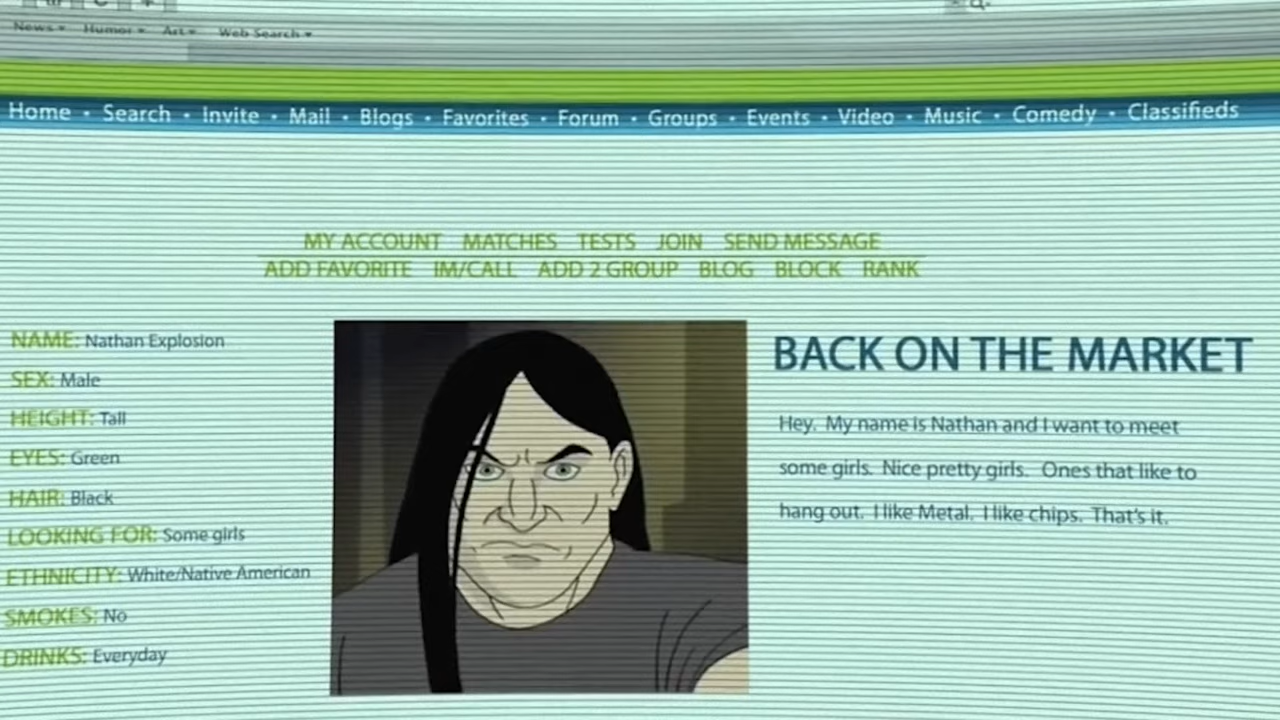 News Humor Art Web Search
Home • Search • Invite • Mail • Blogs • Favorites • Forum • Groups • Events • Video • Music • Comedy • Classifieds
MY ACCOUNT MATCHES TESTS JOIN SEND MESSAGE
ADD FAVORITE IM/CALL ADD 2 GROUP BLOG BLOCK RANK
NAME: Nathan Explosion
SEX: Male
HEIGHT: Tall
EYES: Green
HAIR: Black
LOOKING FOR: Some girls
ETHNICITY: White/Native American
SMOKES: No
DRINKS: Everyday
BACK ON THE MARKET
Hey. My name is Nathan and I want to meet
some girls. Nice pretty girls. Ones that like to
hang out. I like Metal. I like chips. That's it.